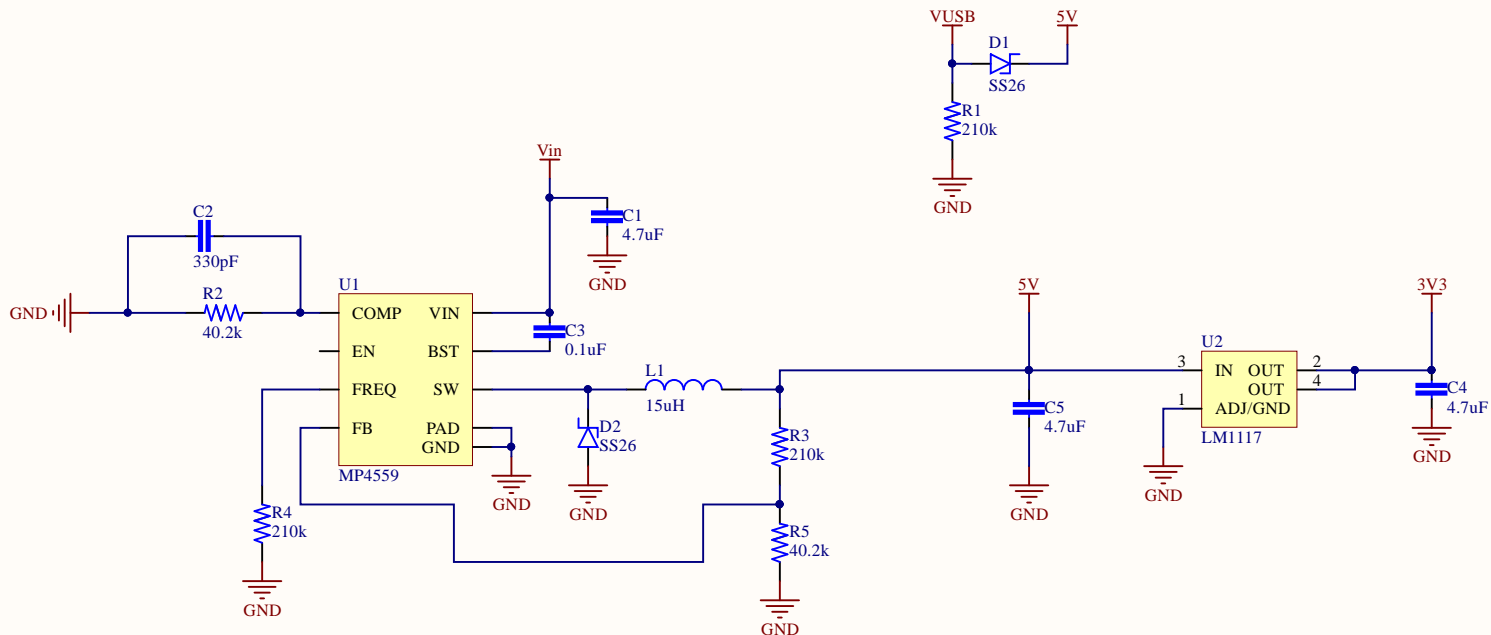 VUSB
5V
D1
SS26
R1
210k
GND
Vin
C1
4.7uF
GND
C2
330pF
GND
R2
40.2k
U1
COMP
VIN
EN
BST
FREQ
SW
FB
PAD
GND
MP4559
C3
0.1uF
L1
15uH
D2
SS26
GND
GND
R4
210k
GND
R3
210k
R5
40.2k
GND
5V
C5
4.7uF
GND
U2
3
IN
OUT
2
OUT
4
1
ADJ/GND
LM1117
GND
3V3
C4
4.7uF
GND